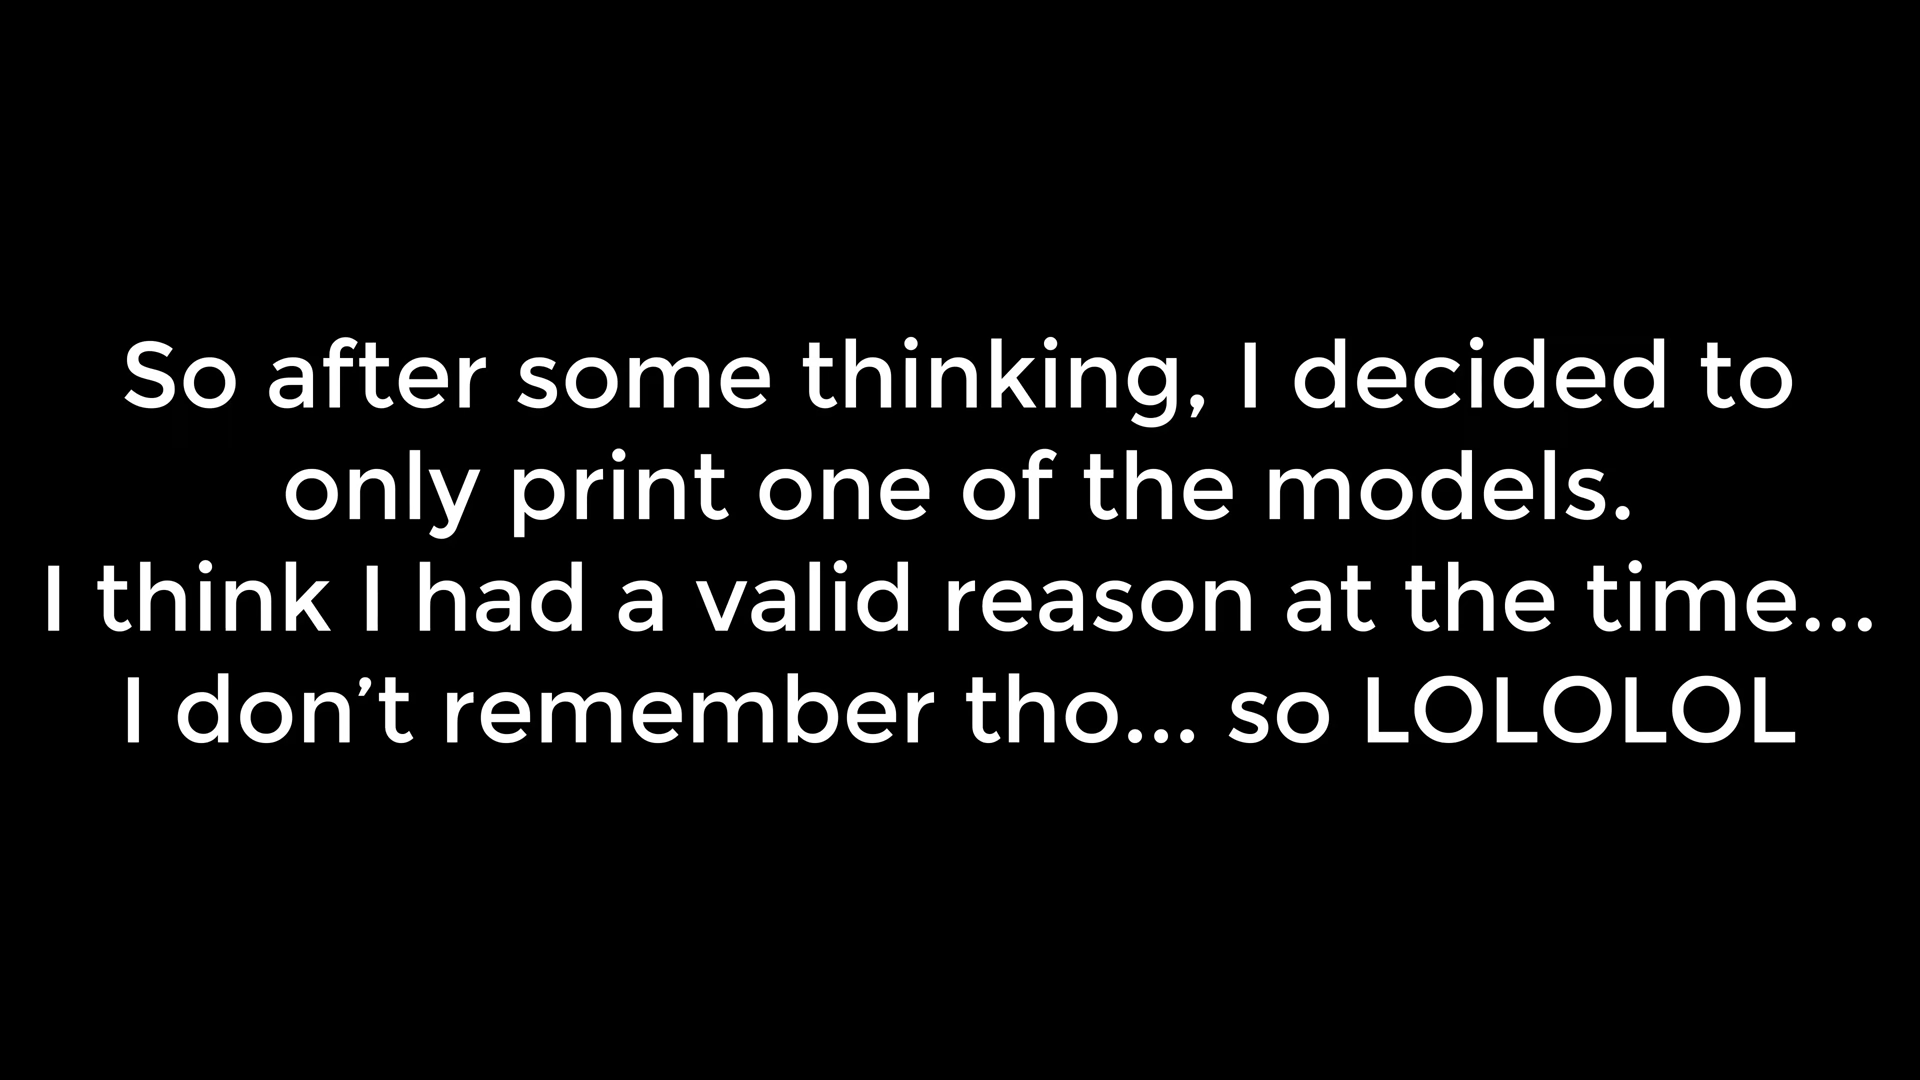 So after some thinking, I decided to
only print one of the models.
I think I had a valid reason at the time...
I don’t remember tho... so LOLOLOL